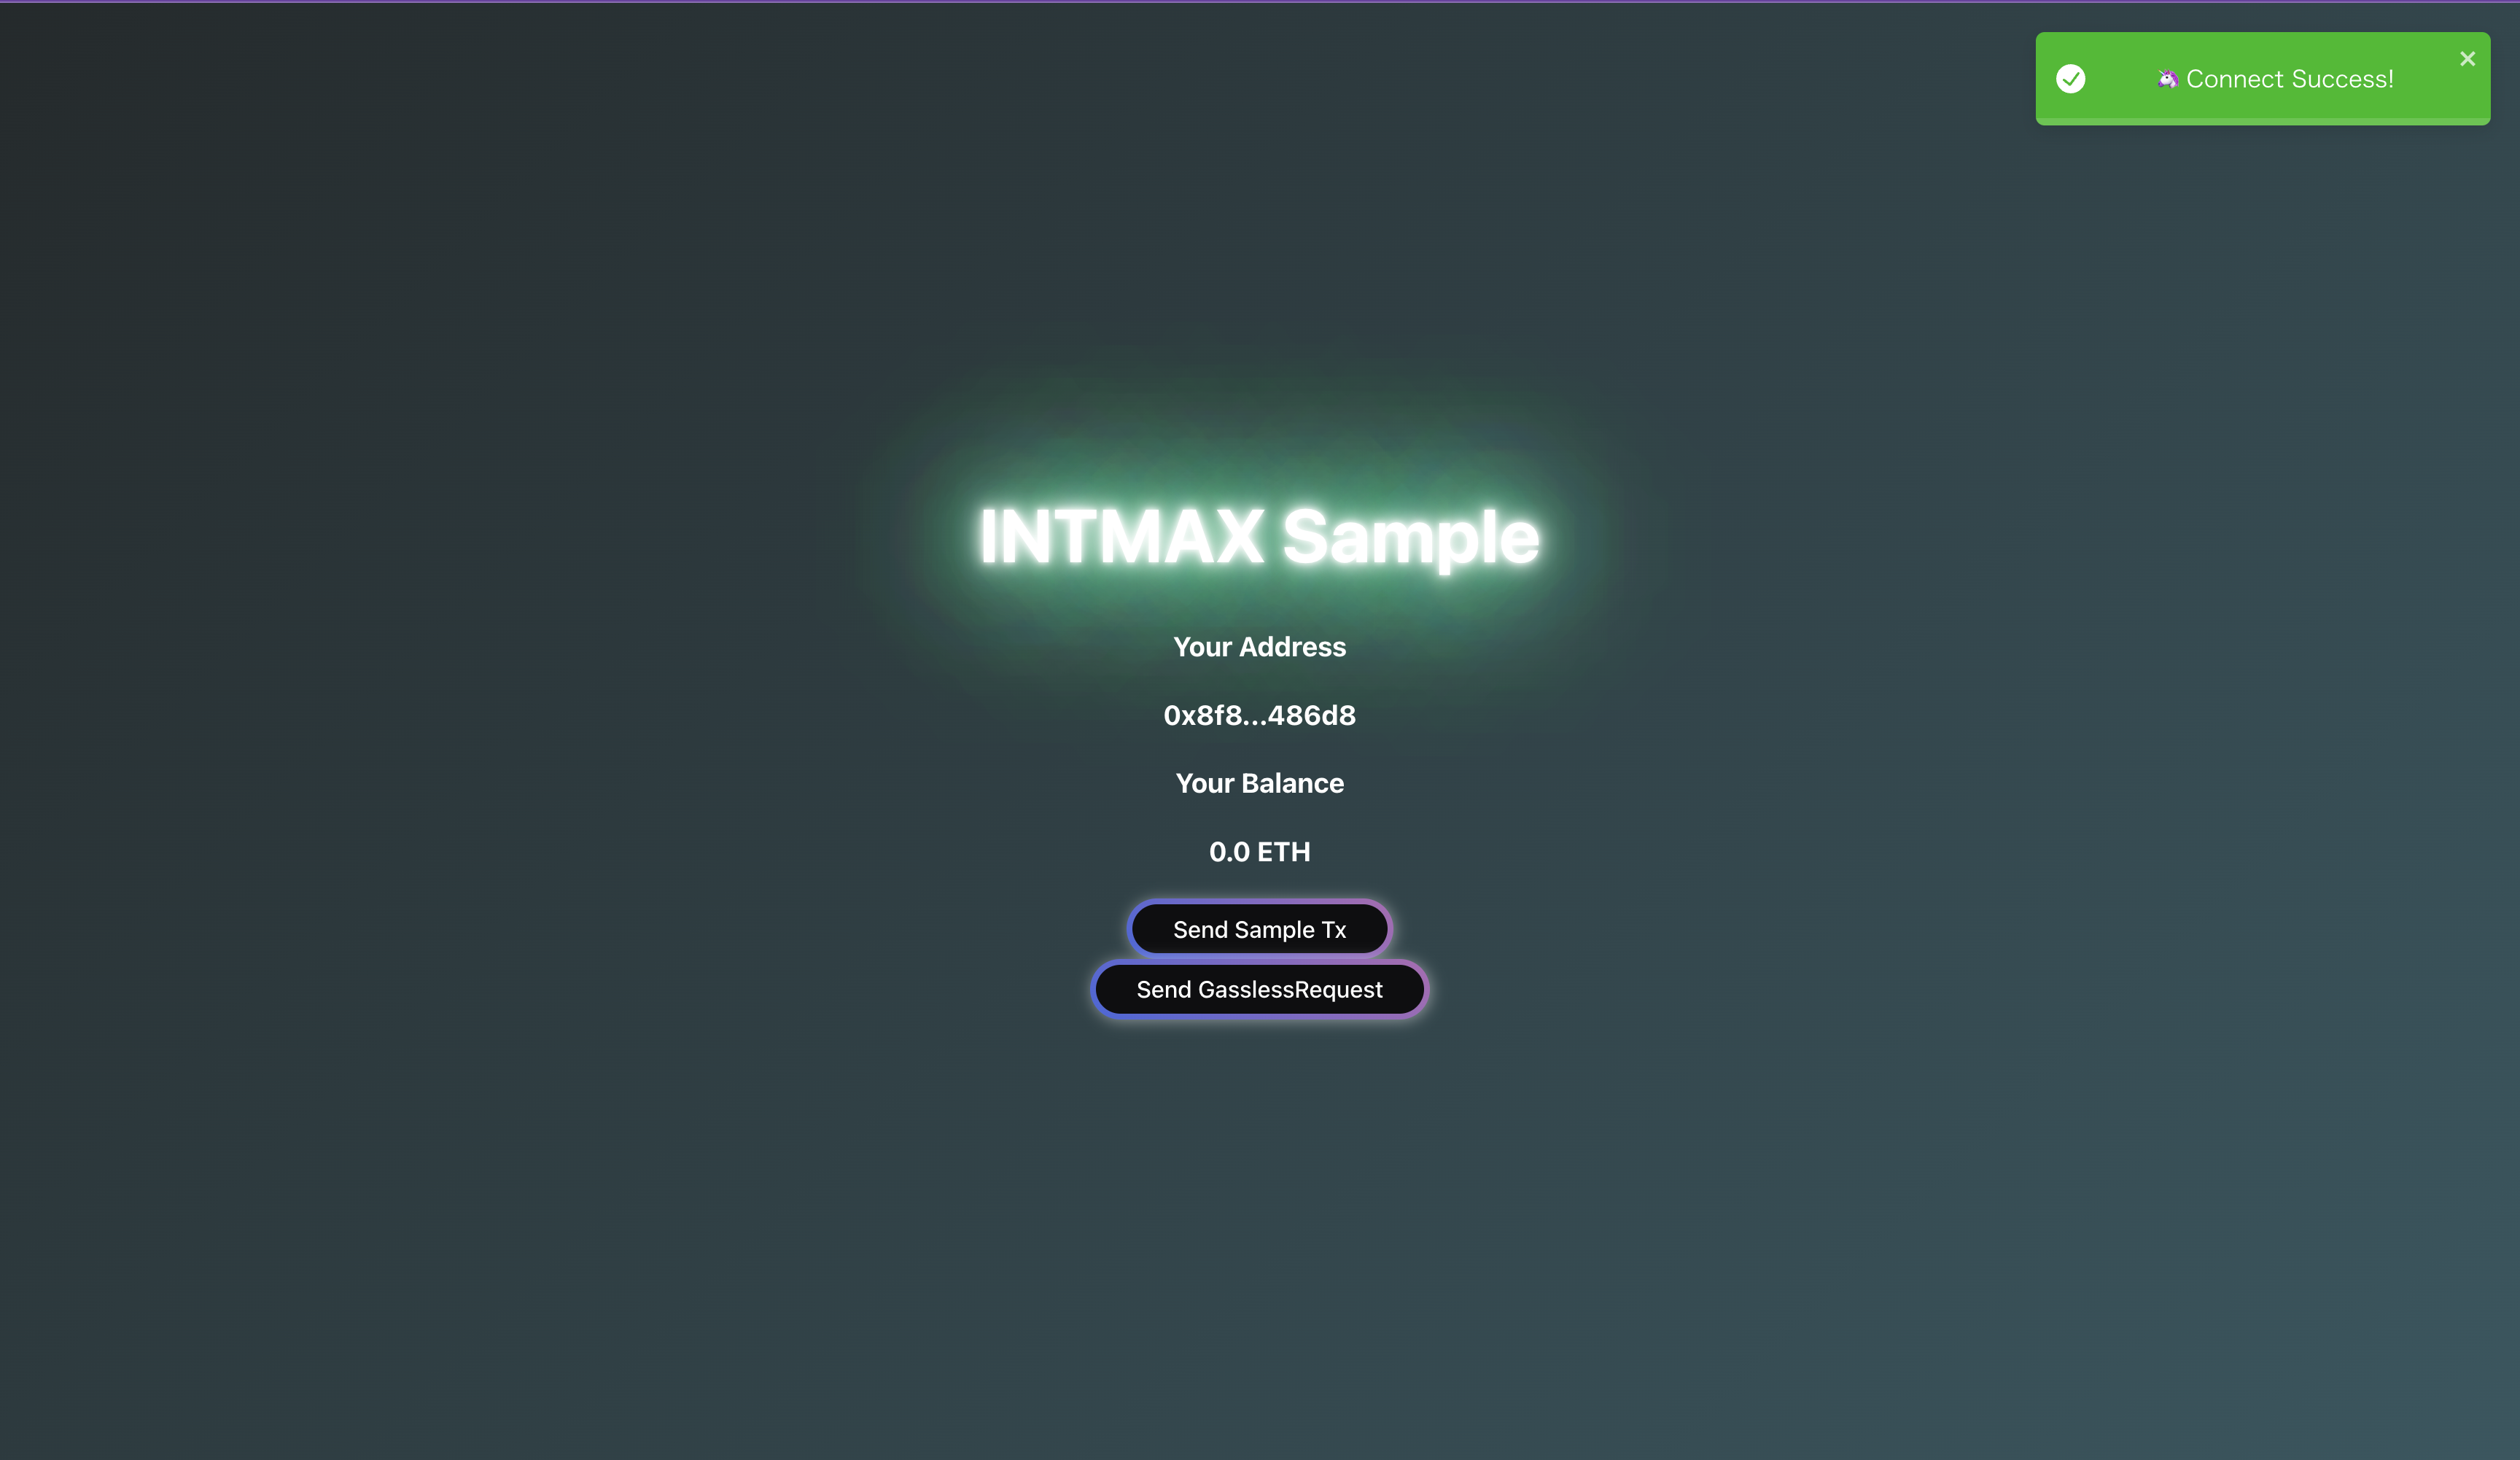 🦄 Connect Success!
INTMAX Sample
Your Address
0x8f8...486d8
Your Balance
0.0 ETH
Send Sample Tx
Send GasslessRequest